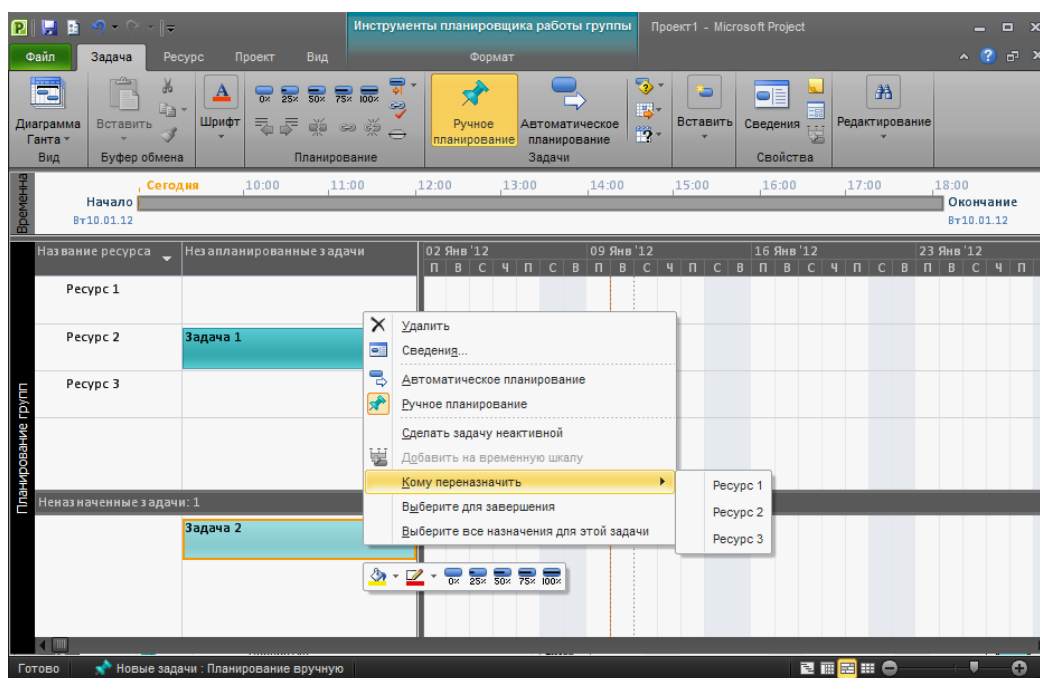 Инструменты планировщика работы группы
Проект1 - Microsoft Project
Файл Задача Ресурс Проект Вид Формат
0% 25% 50% 75% 100%
Диаграмма Ганта
Вставить
Шрифт
Ручное планирование
Автоматическое планирование
Вставить
Сведения
Редактирование
Вид
Буфер обмена
Планирование
Задачи
Свойства
Временна
Сегодня 10:00 11:00 12:00 13:00 14:00 15:00 16:00 17:00 18:00
Начало
Вт10.01.12
Окончание
Вт10.01.12
Название ресурса
Незапланированные задачи
02 Янв '12 09 Янв '12 16 Янв '12 23 Янв '12
П В С Ч П С В П В С Ч П С В П В С Ч П С В П В С Ч П
Планирование групп
Ресурс 1
Ресурс 2
Задача 1
Ресурс 3
Удалить
Сведения...
Автоматическое планирование
Ручное планирование
Сделать задачу неактивной
Добавить на временную шкалу
Кому переназначить
Выберите для завершения
Выберите все назначения для этой задачи
Ресурс 1
Ресурс 2
Ресурс 3
Неназначенные задачи: 1
Задача 2
0% 25% 50% 75% 100%
Готово
Новые задачи : Планирование вручную